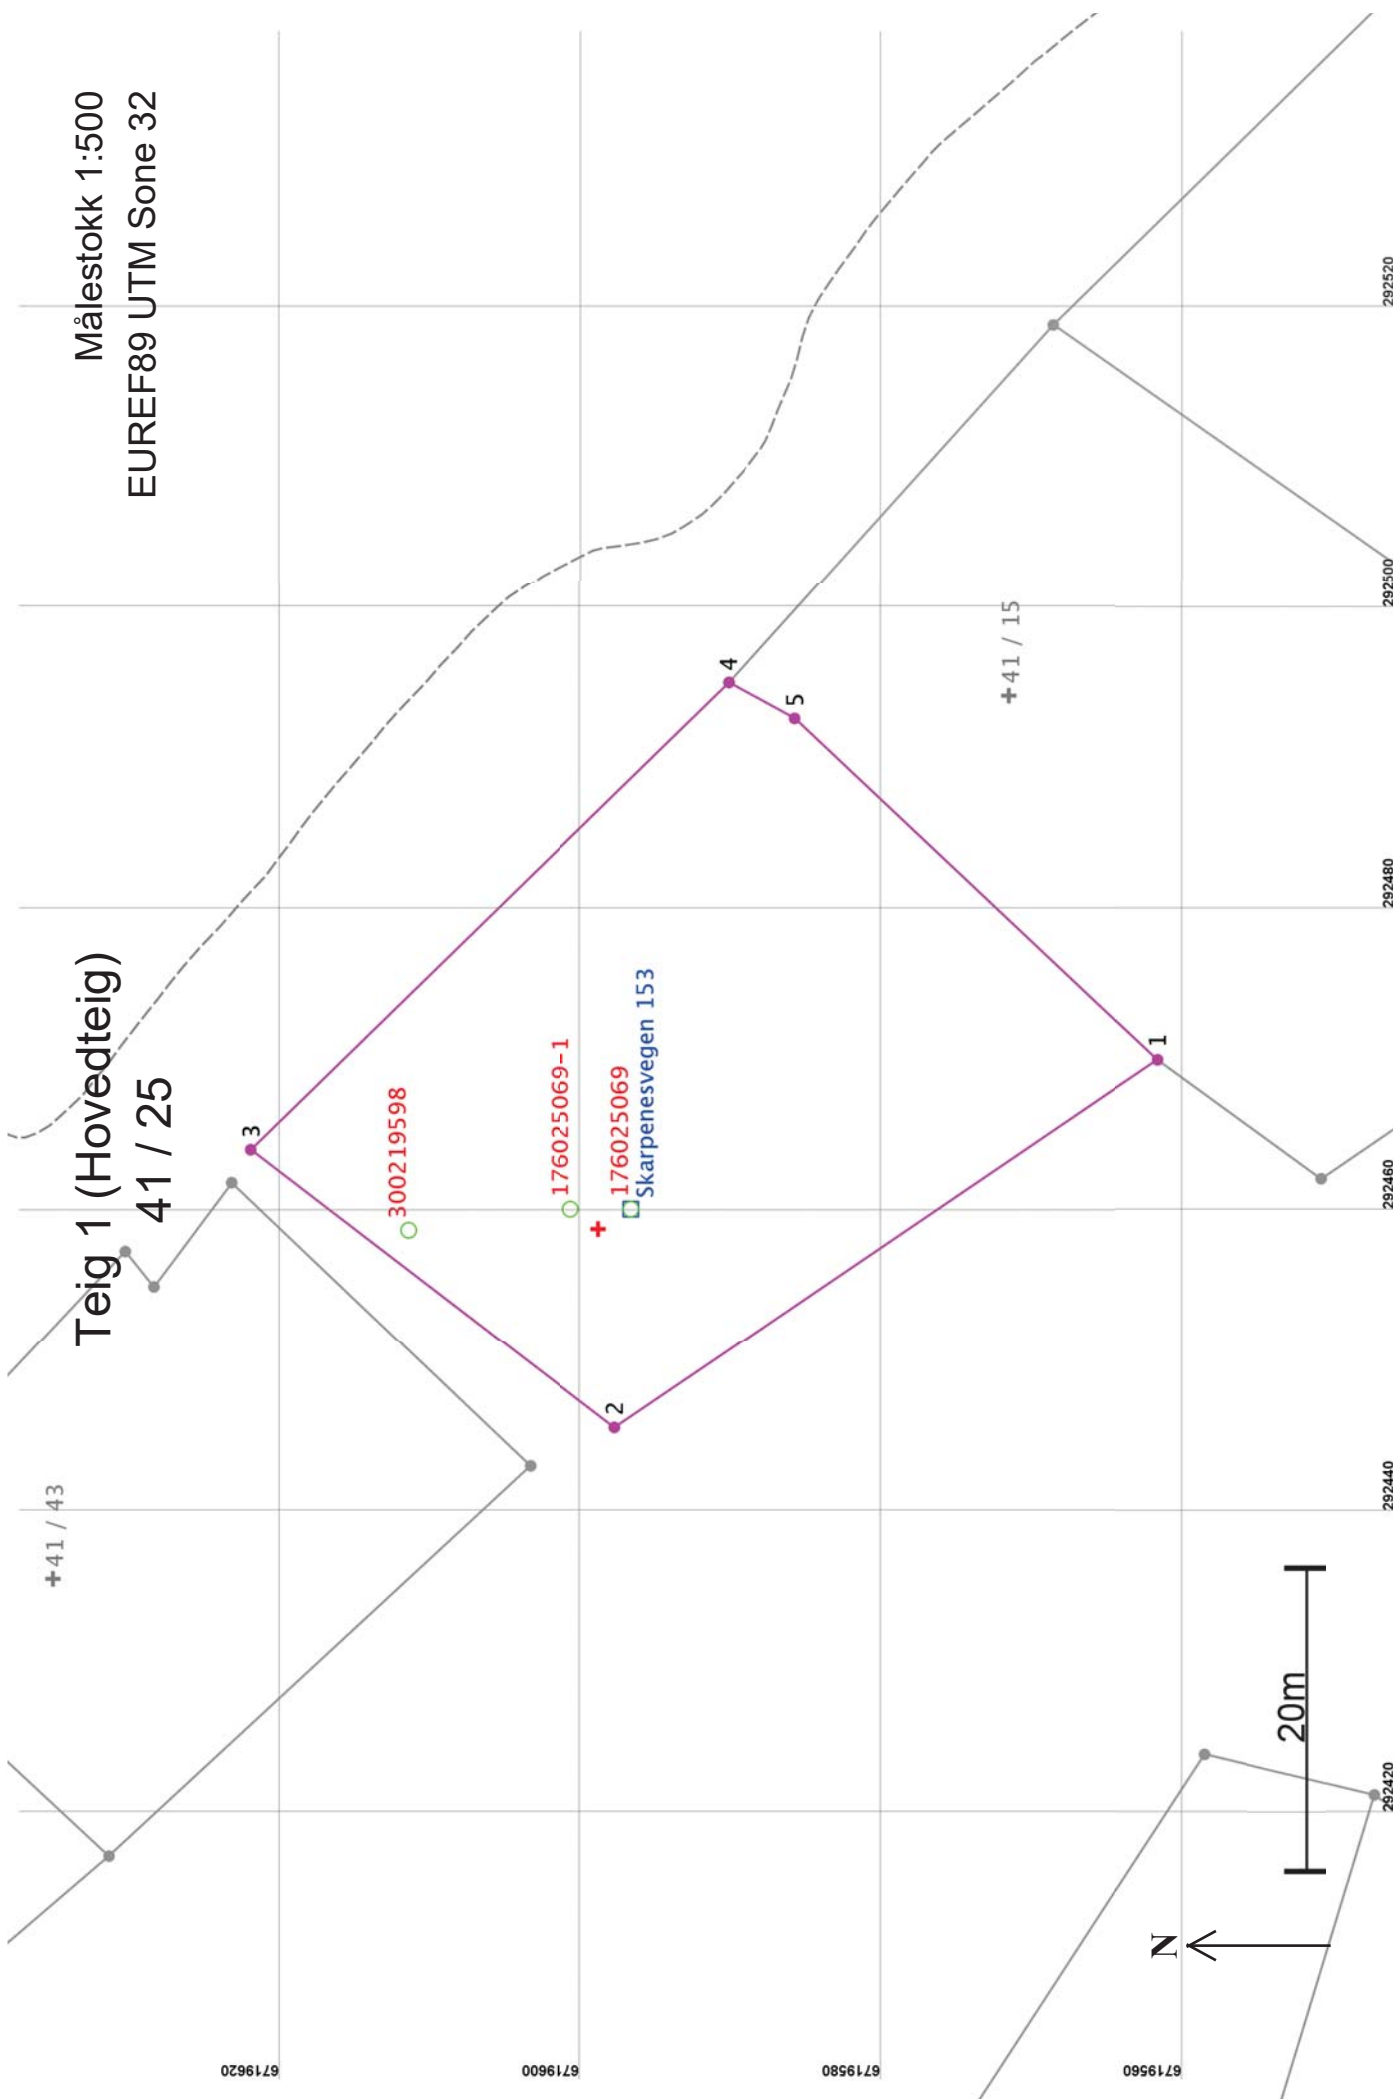 Teig 1 (Hovedteig)
41 / 25
Målestokk 1:500
EUREF89 UTM Sone 32
+41 / 43
3
300219598
176025069-1
176025069
Skarpenesvegen 153
2
4
5
+41 / 15
1
20m
N
6719620
6719600
6719580
6719560
292420
292440
292460
292480
292500
292520